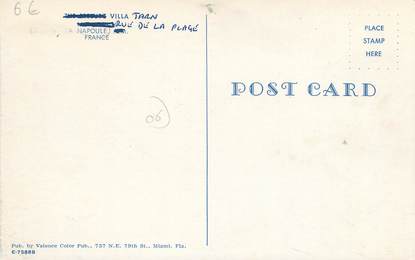 6€
VILLA TARN
RUE DE LA PLAGE
NAPOULE
FRANCE
06
PLACE
STAMP
HERE
POST CARD
Pub. by Valence Color Pub., 737 N.E. 79th St., Miami, Fla.
C-75888